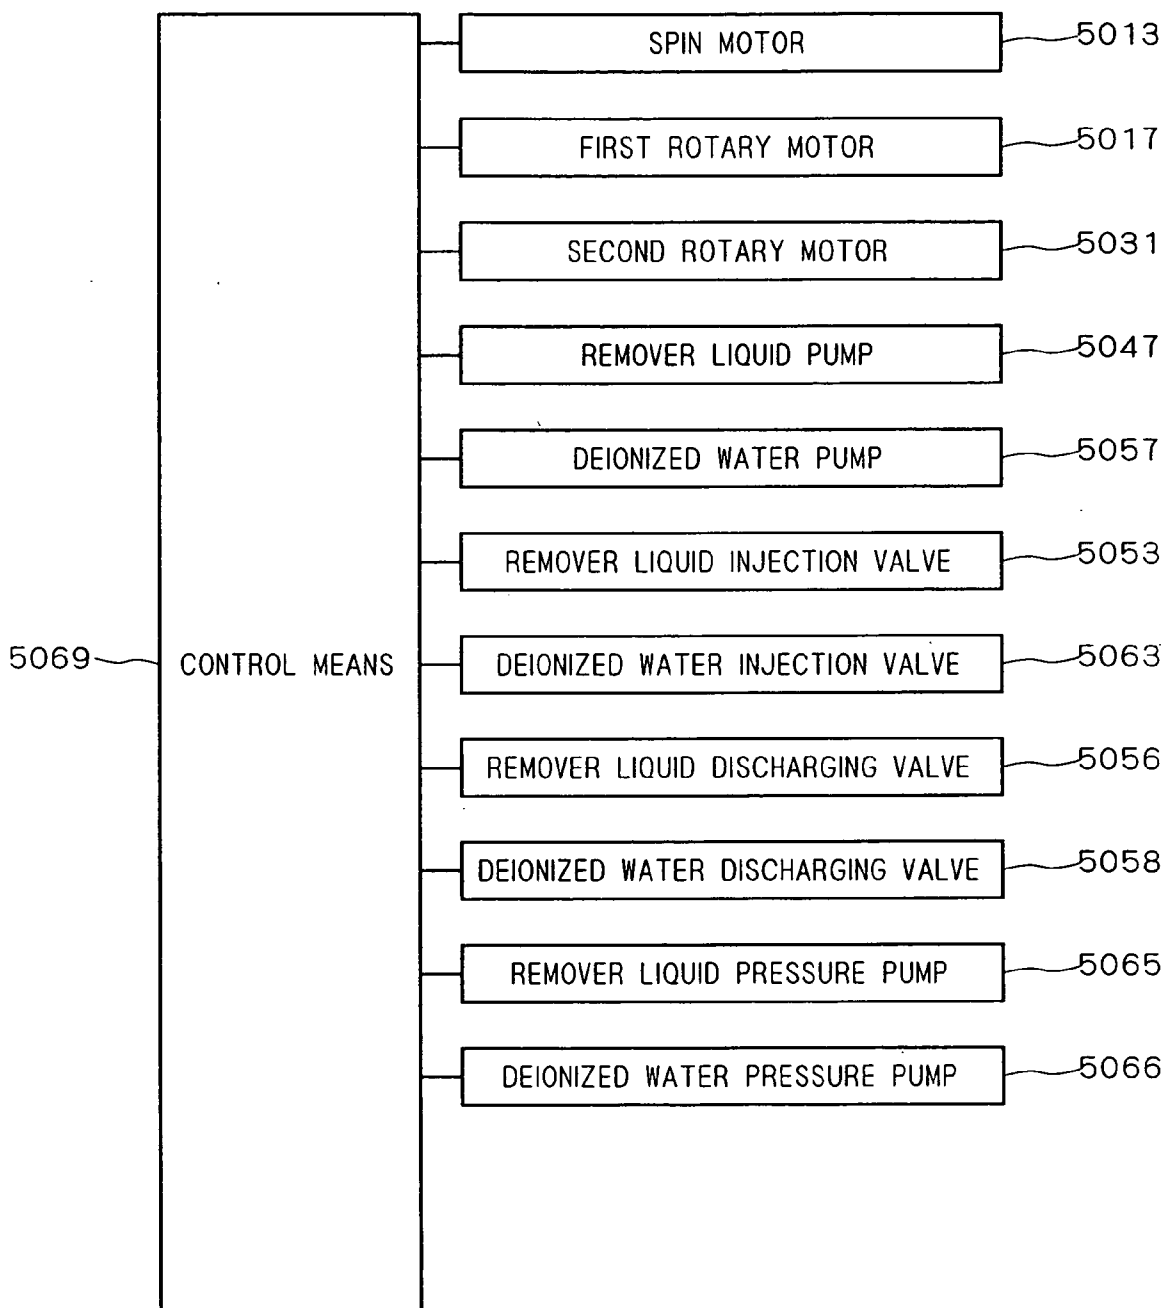 SPIN MOTOR 5013
FIRST ROTARY MOTOR 5017
SECOND ROTARY MOTOR 5031
REMOVER LIQUID PUMP 5047
DEIONIZED WATER PUMP 5057
REMOVER LIQUID INJECTION VALVE 5053
5069 CONTROL MEANS DEIONIZED WATER INJECTION VALVE 5063
REMOVER LIQUID DISCHARGING VALVE 5056
DEIONIZED WATER DISCHARGING VALVE 5058
REMOVER LIQUID PRESSURE PUMP 5065
DEIONIZED WATER PRESSURE PUMP 5066